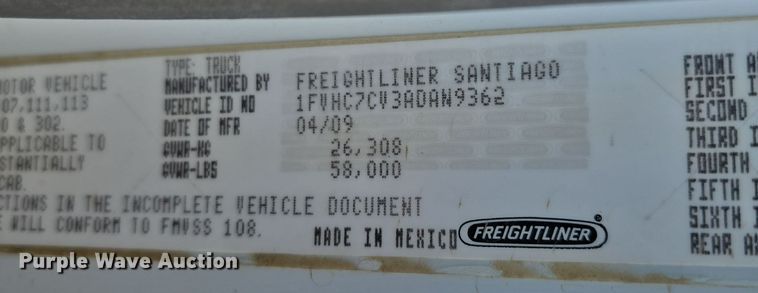 TYPE: TRUCK
MANUFACTURED BY FREIGHTLINER SANTIAGO
VEHICLE ID NO 1FVHC7CV3ADAN9362
DATE OF MFR 04/09
GVWR-KG 26,308
GVWR-LBS 58,000
MOTOR VEHICLE
07,111,113
0 & 302.
APPLICABLE TO
STANTIALLY
CAB.
CTIONS IN THE INCOMPLETE VEHICLE DOCUMENT
E WILL CONFORM TO FMVSS 108.
MADE IN MEXICO FREIGHTLINER®
FRONT A
FIRST I
SECOND
THIRD I
FOURTH
FIFTH I
SIXTH I
REAR A
Purple Wave Auction